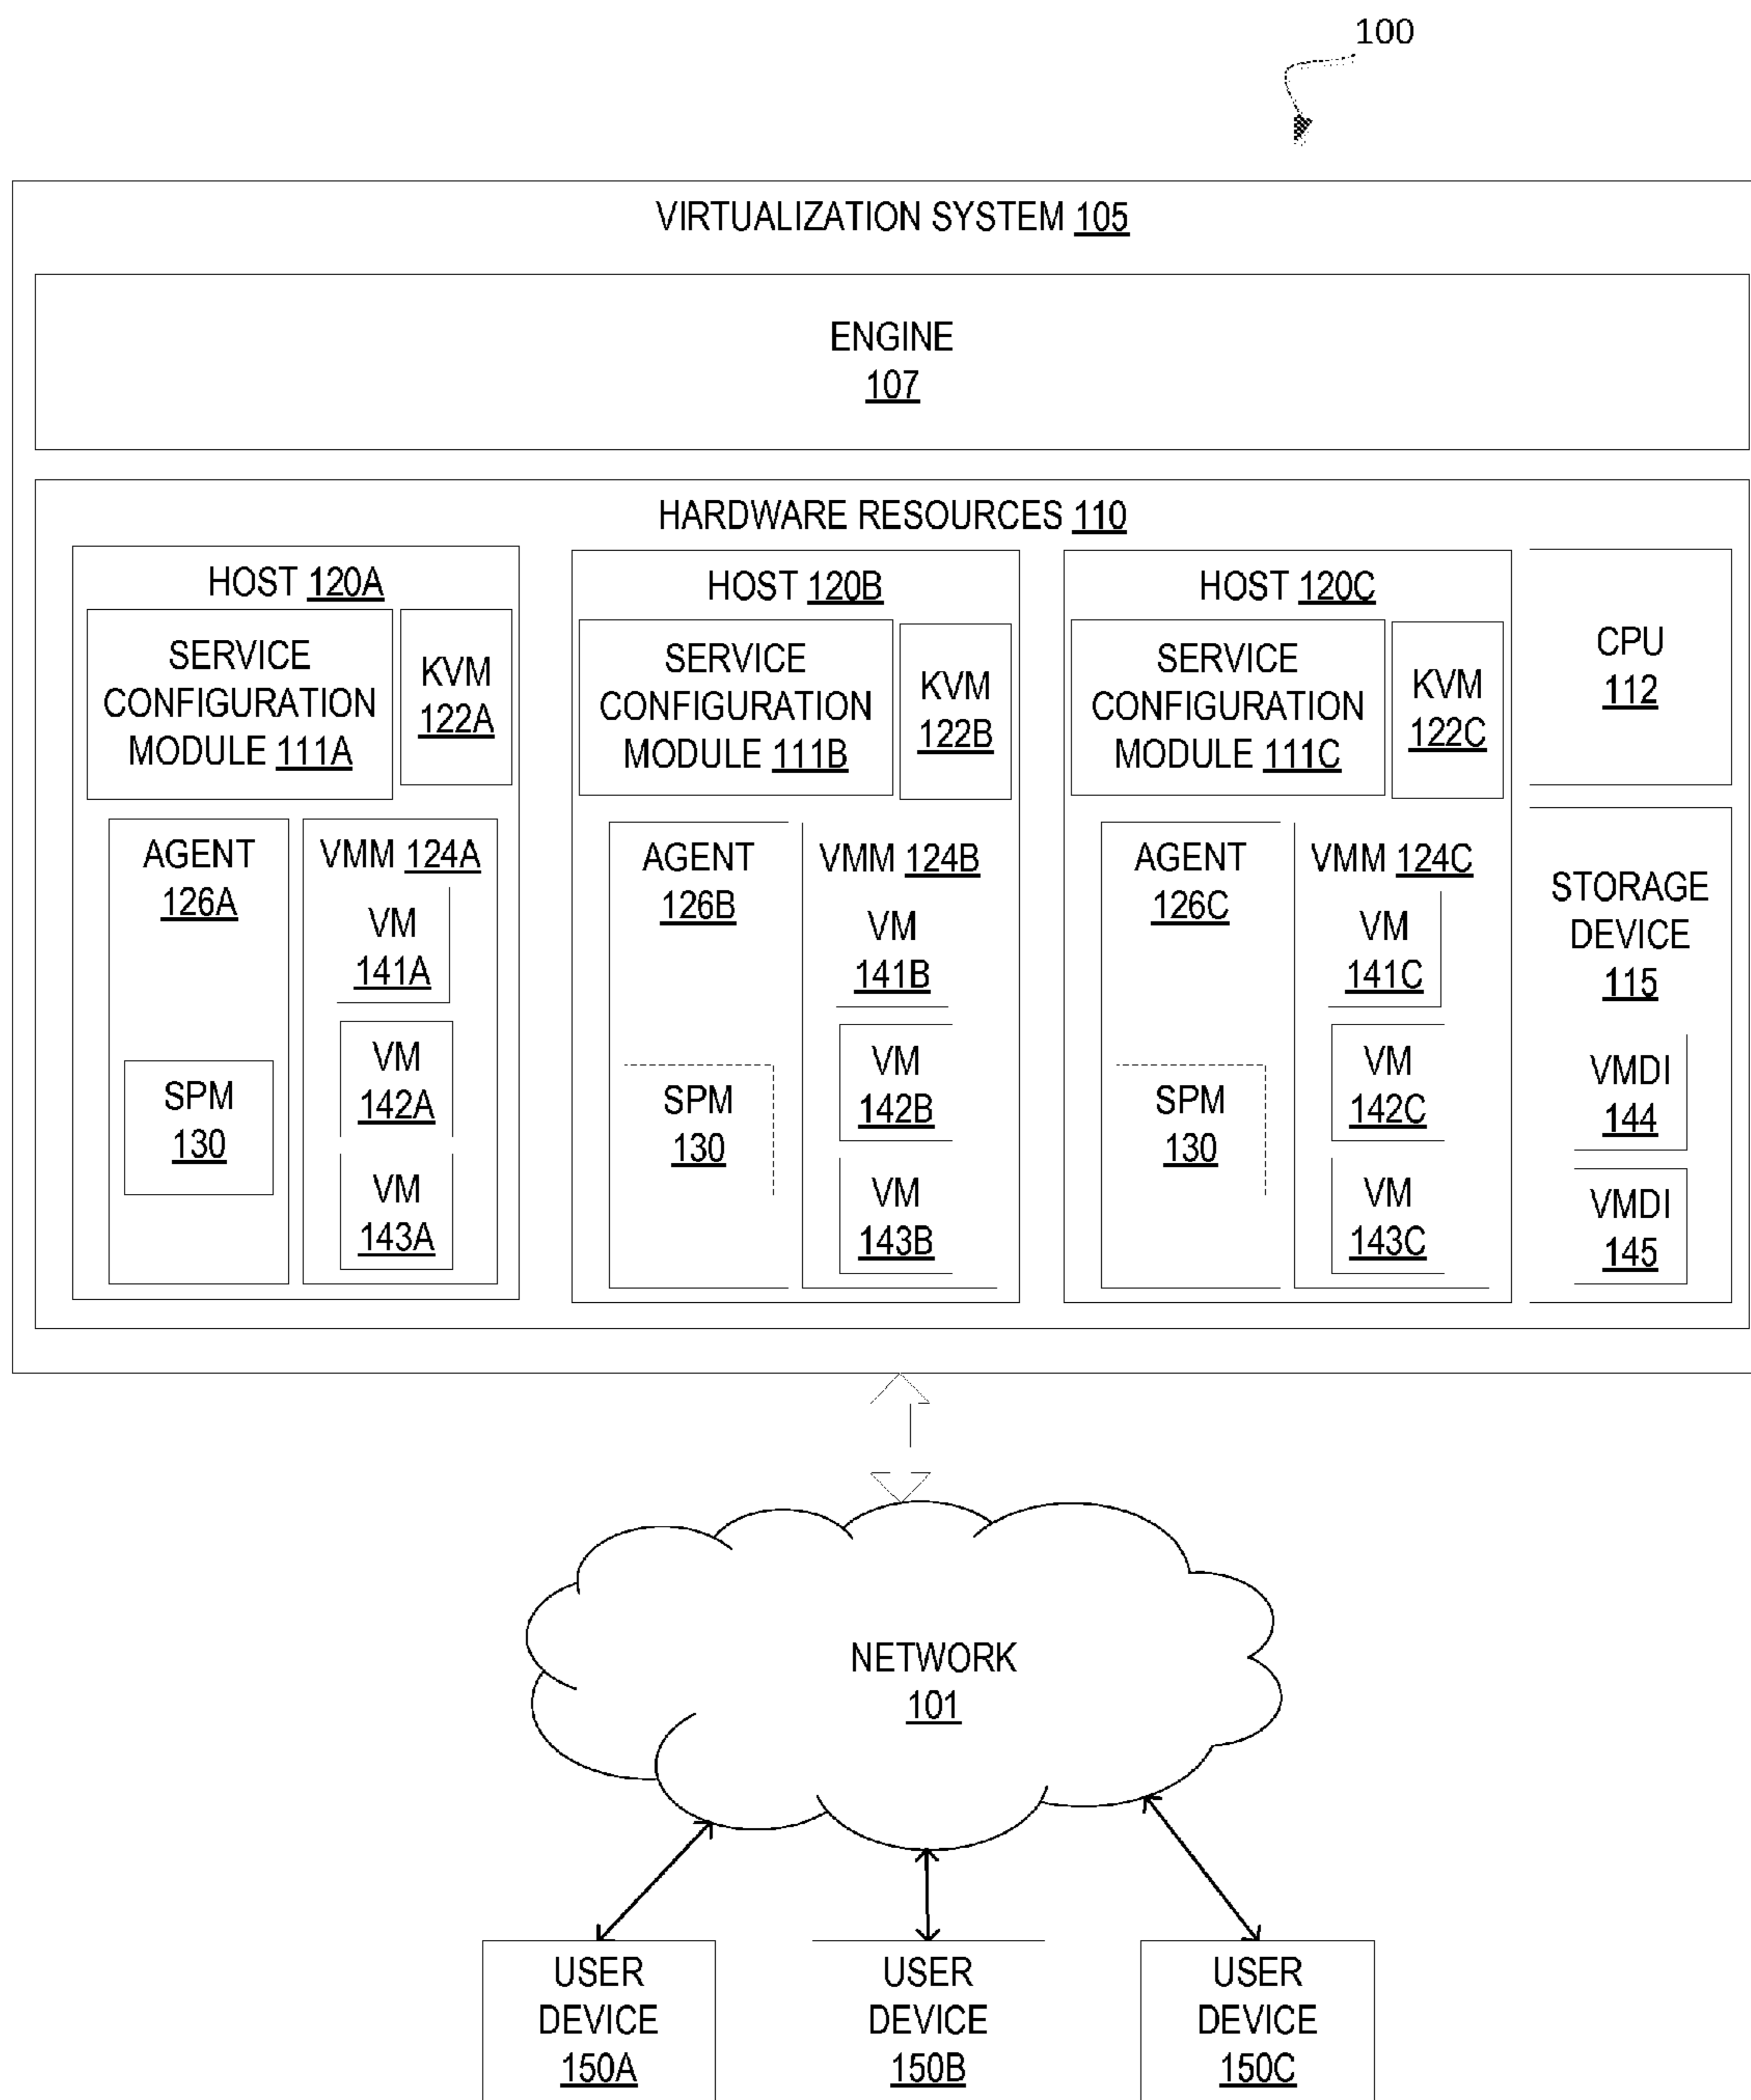 100
VIRTUALIZATION SYSTEM 105
ENGINE
107
HARDWARE RESOURCES 110
HOST 120A
SERVICE
CONFIGURATION
MODULE 111A
KVM
122A
AGENT
126A
SPM
130
VMM 124A
VM
141A
VM
142A
VM
143A
HOST 120B
SERVICE
CONFIGURATION
MODULE 111B
KVM
122B
AGENT
126B
SPM
130
VMM 124B
VM
141B
VM
142B
VM
143B
HOST 120C
SERVICE
CONFIGURATION
MODULE 111C
KVM
122C
AGENT
126C
SPM
130
VMM 124C
VM
141C
VM
142C
VM
143C
CPU
112
STORAGE
DEVICE
115
VMDI
144
VMDI
145
NETWORK
101
USER
DEVICE
150A
USER
DEVICE
150B
USER
DEVICE
150C